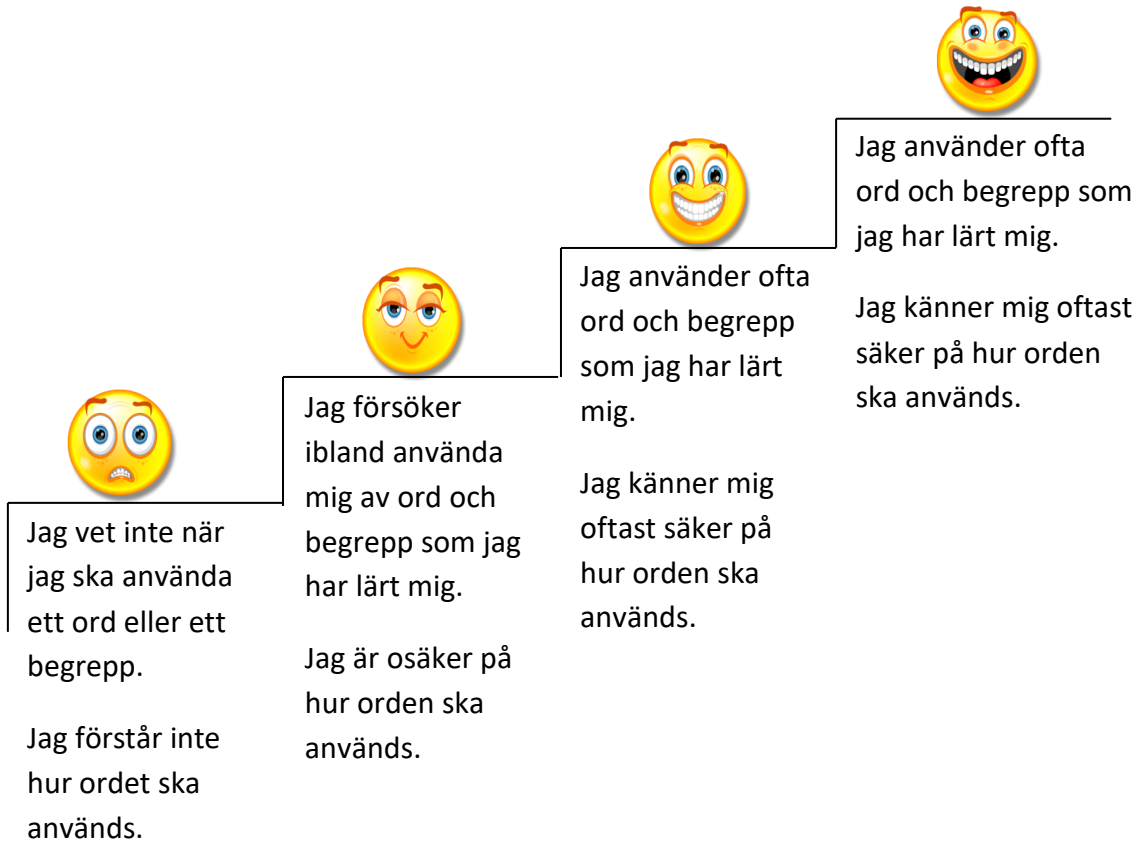 Jag vet inte när
jag ska använda
ett ord eller ett
begrepp.
Jag förstår inte
hur ordet ska
används.
Jag försöker
ibland använda
mig av ord och
begrepp som jag
har lärt mig.
Jag är osäker på
hur orden ska
används.
Jag använder ofta
ord och begrepp
som jag har lärt
mig.
Jag känner mig
oftast säker på
hur orden ska
används.
Jag använder ofta
ord och begrepp som
jag har lärt mig.
Jag känner mig oftast
säker på hur orden
ska används.